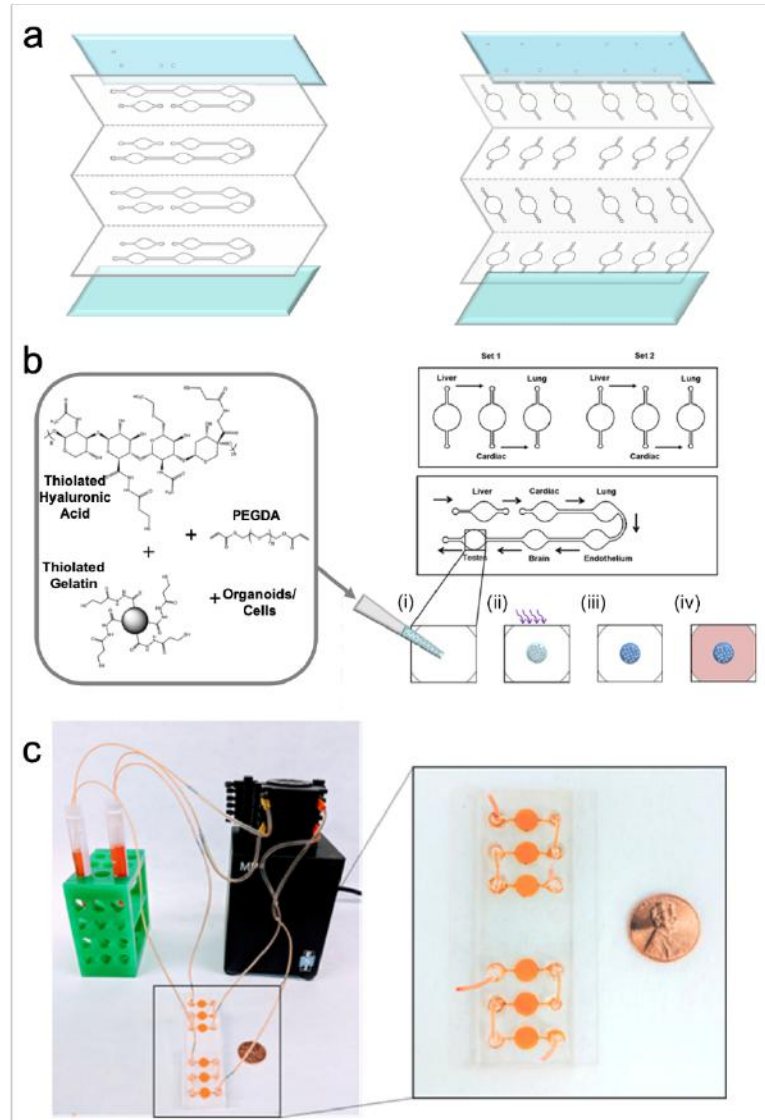 a
b
Set 1 Set 2
Liver Lung Liver Lung
Cardiac Cardiac
Thiolated
Hyaluronic
Acid
+
PEGDA
+
Thiolated
Gelatin
+ Organoids/
Cells
Liver Cardiac Lung
Testes Brain Endothelium
(i) (ii) (iii) (iv)
c